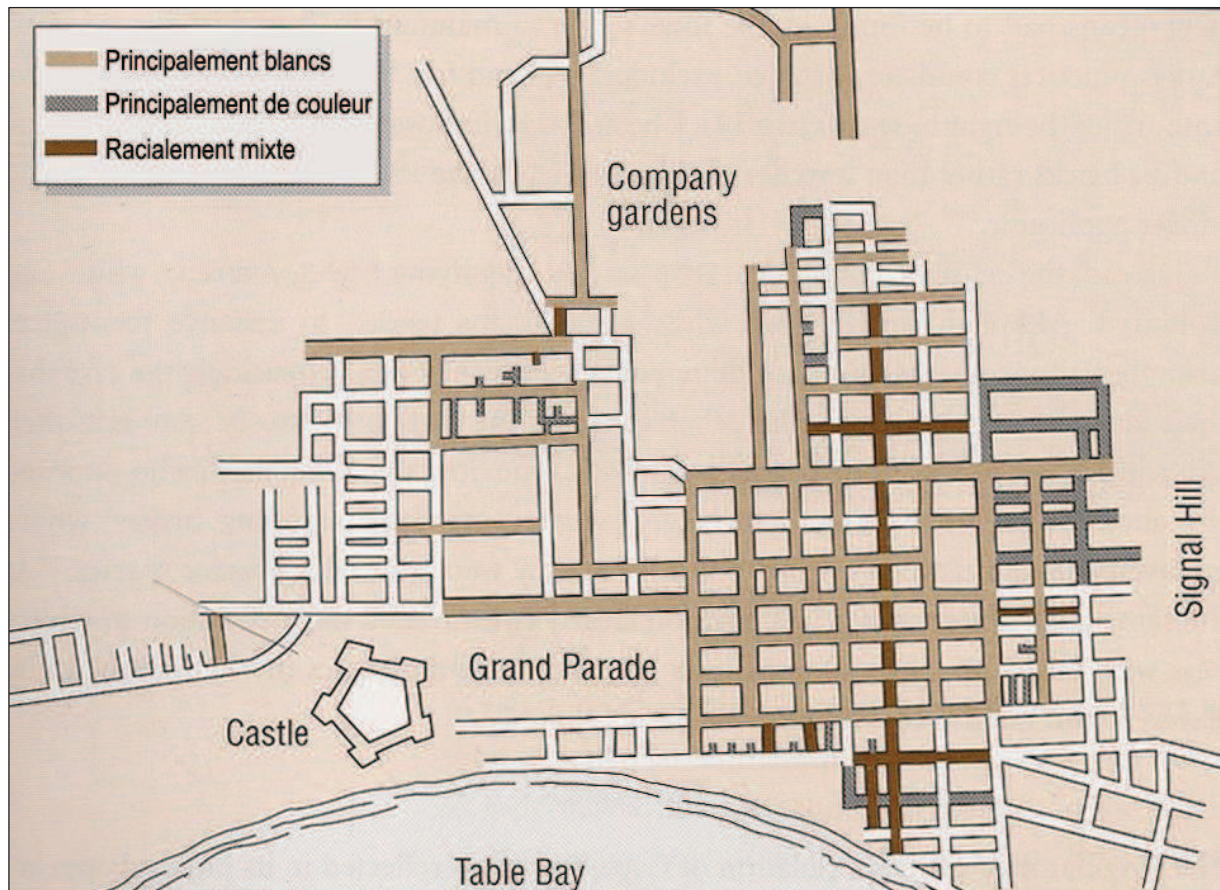 Principalement blancs
Principalement de couleur
Racialement mixte
Company
gardens
Signal Hill
Grand Parade
Castle
Table Bay